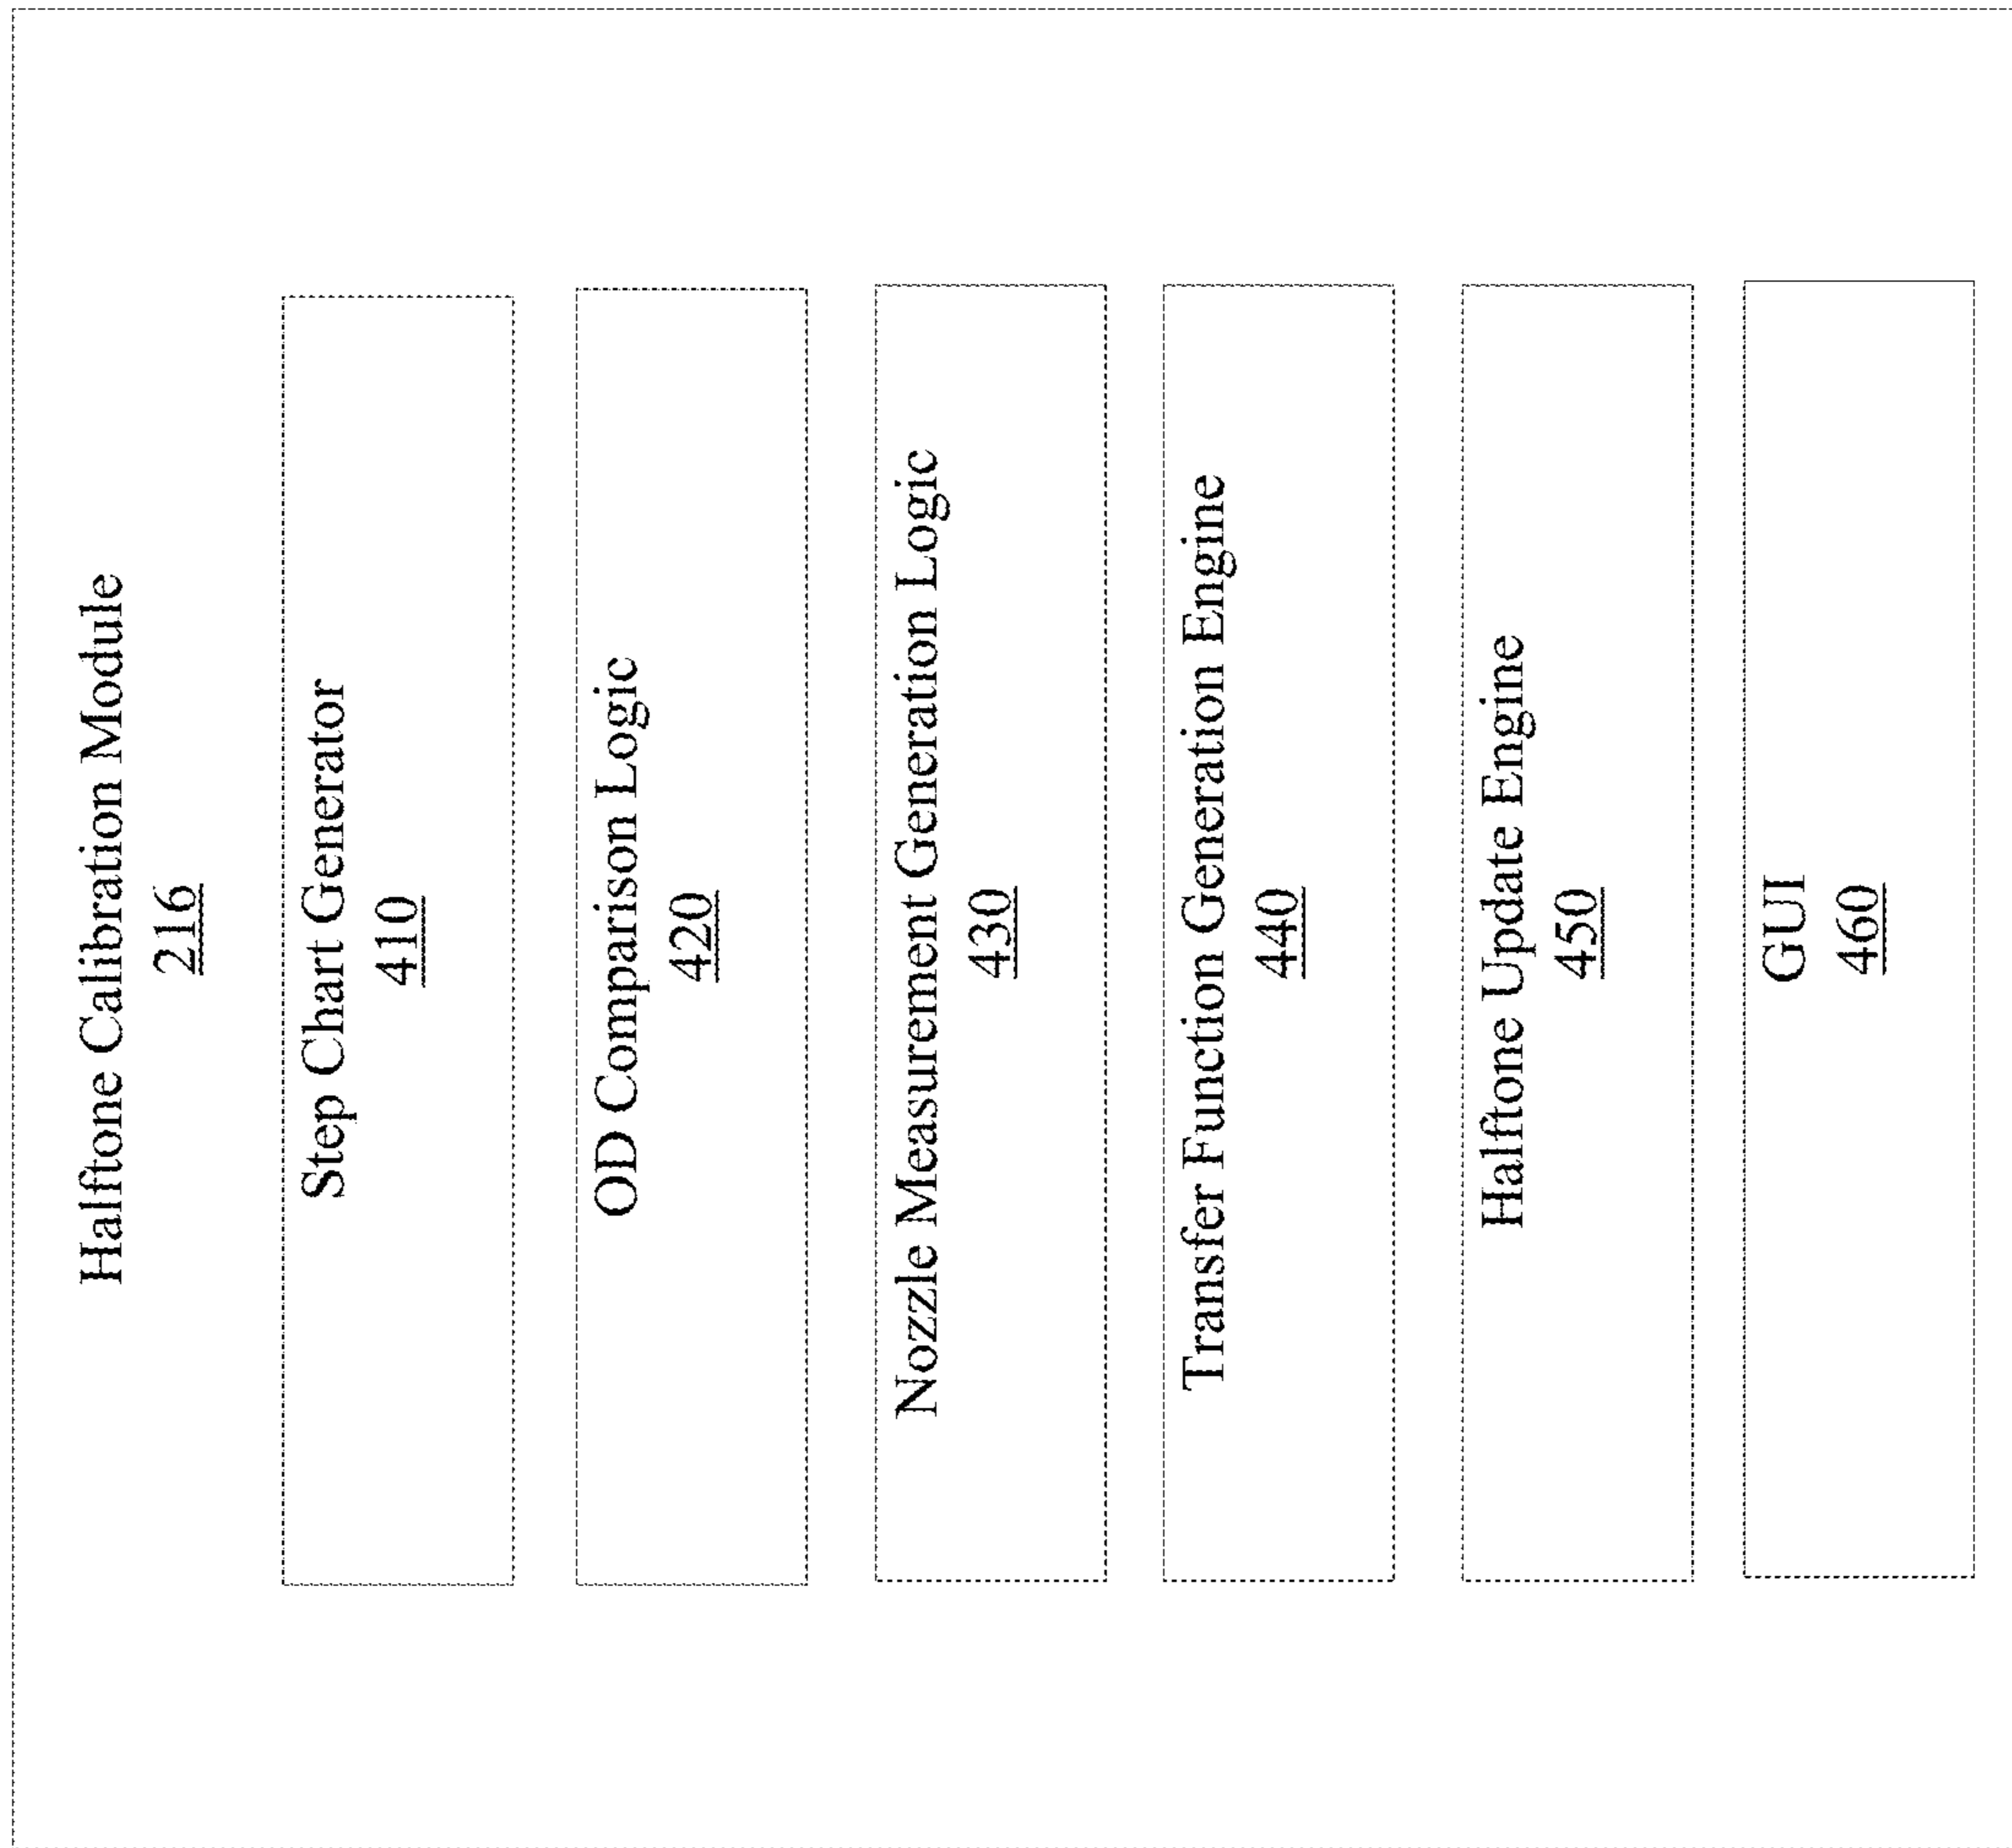 Halftone Calibration Module
216
Step Chart Generator
410
OD Comparison Logic
420
Nozzle Measurement Generation Logic
430
Transfer Function Generation Engine
440
Halftone Update Engine
450
GUI
460